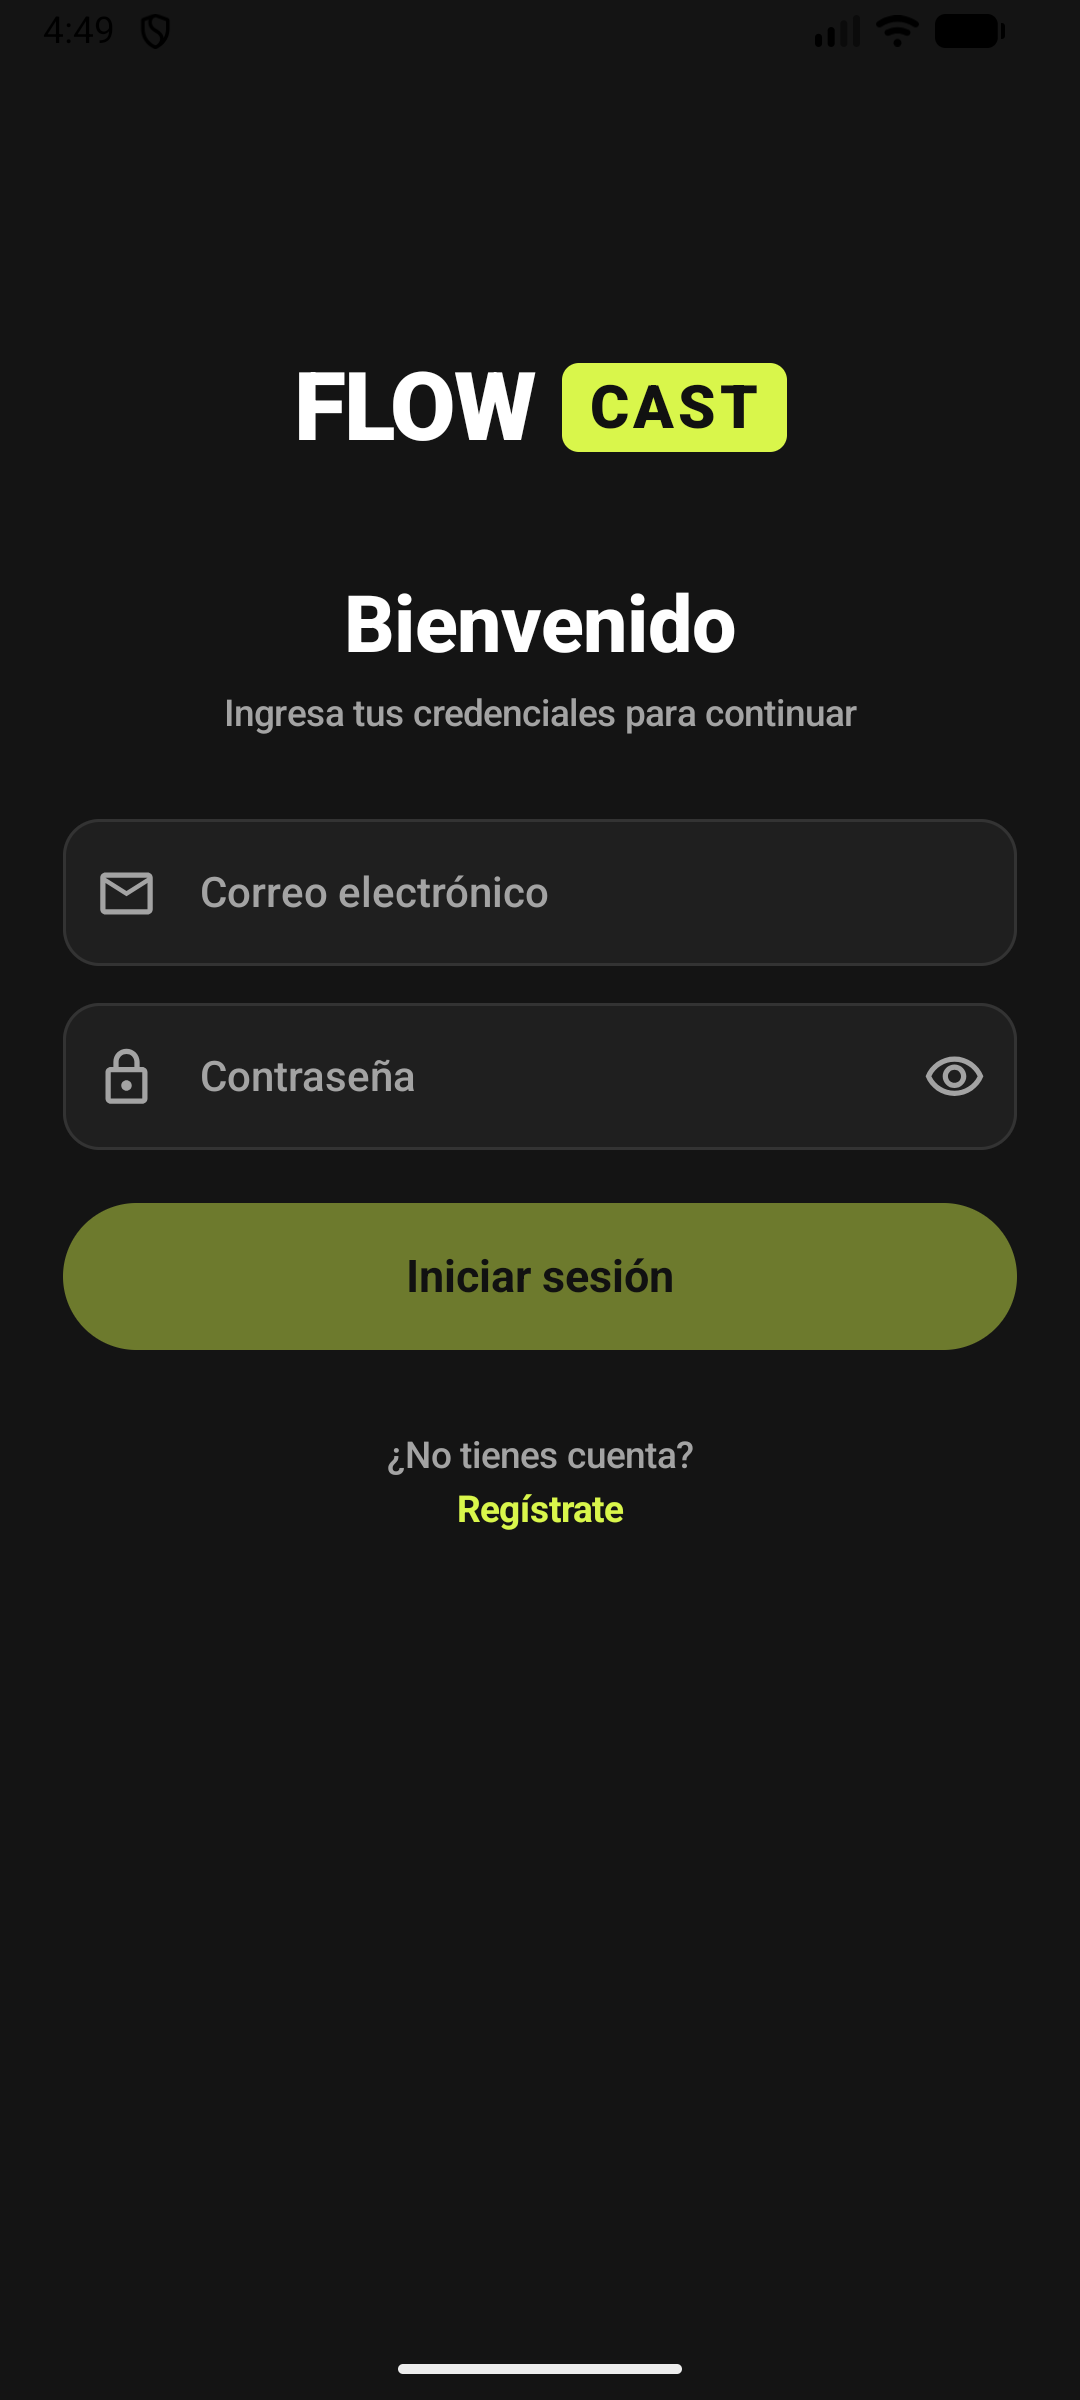 4:49
FLOW CAST
Bienvenido
Ingresa tus credenciales para continuar
Correo electrónico
Contraseña
Iniciar sesión
¿No tienes cuenta?
Regístrate